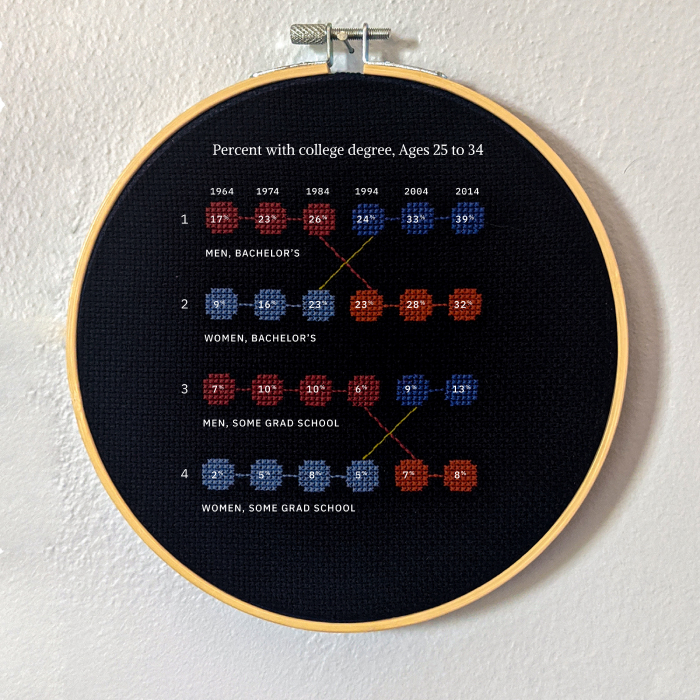 Percent with college degree, Ages 25 to 34
1964 1974 1984 1994 2004 2014
1 17% 23% 26% 24% 33% 39%
MEN, BACHELOR'S
2 9% 16% 23% 23% 28% 32%
WOMEN, BACHELOR'S
3 7% 10% 10% 6% 9% 13%
MEN, SOME GRAD SCHOOL
4 2% 5% 8% 5% 7% 8%
WOMEN, SOME GRAD SCHOOL